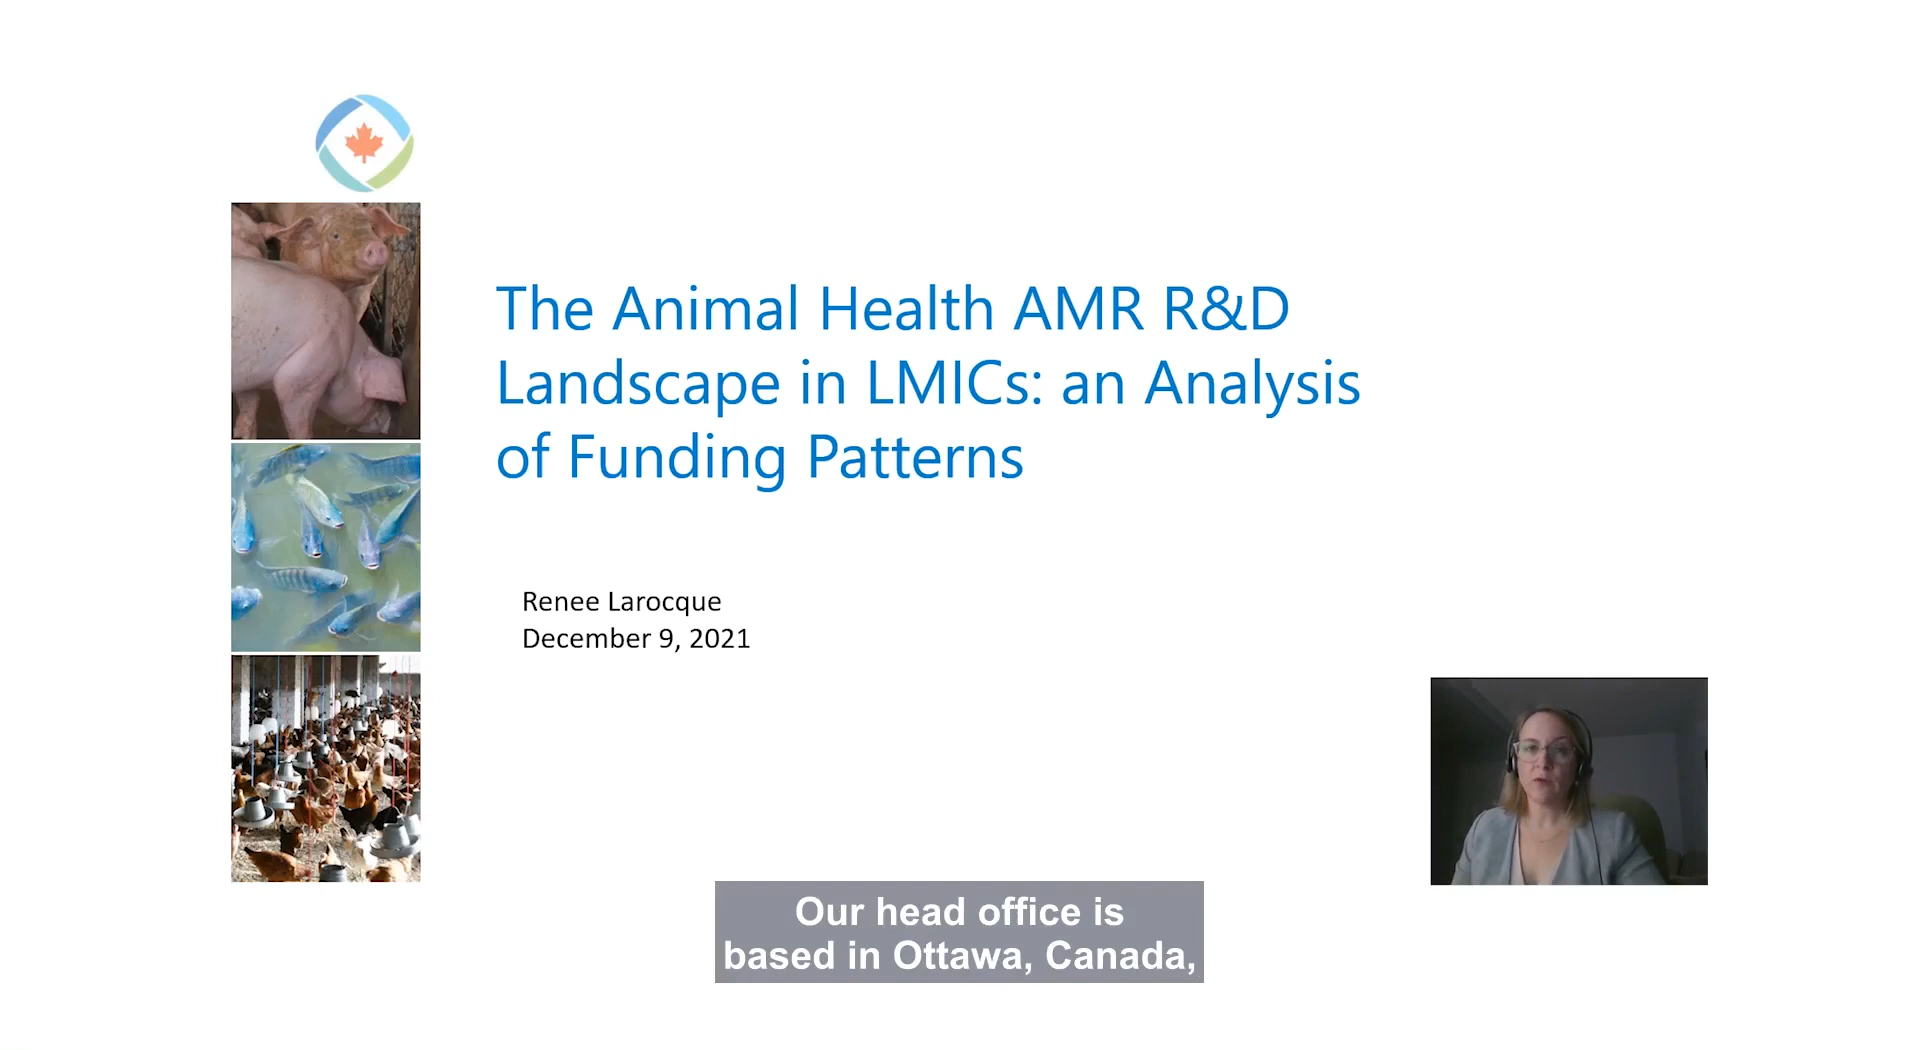 The Animal Health AMR R&D
Landscape in LMICs: an Analysis
of Funding Patterns
Renee Larocque
December 9, 2021
Our head office is
based in Ottawa, Canada,